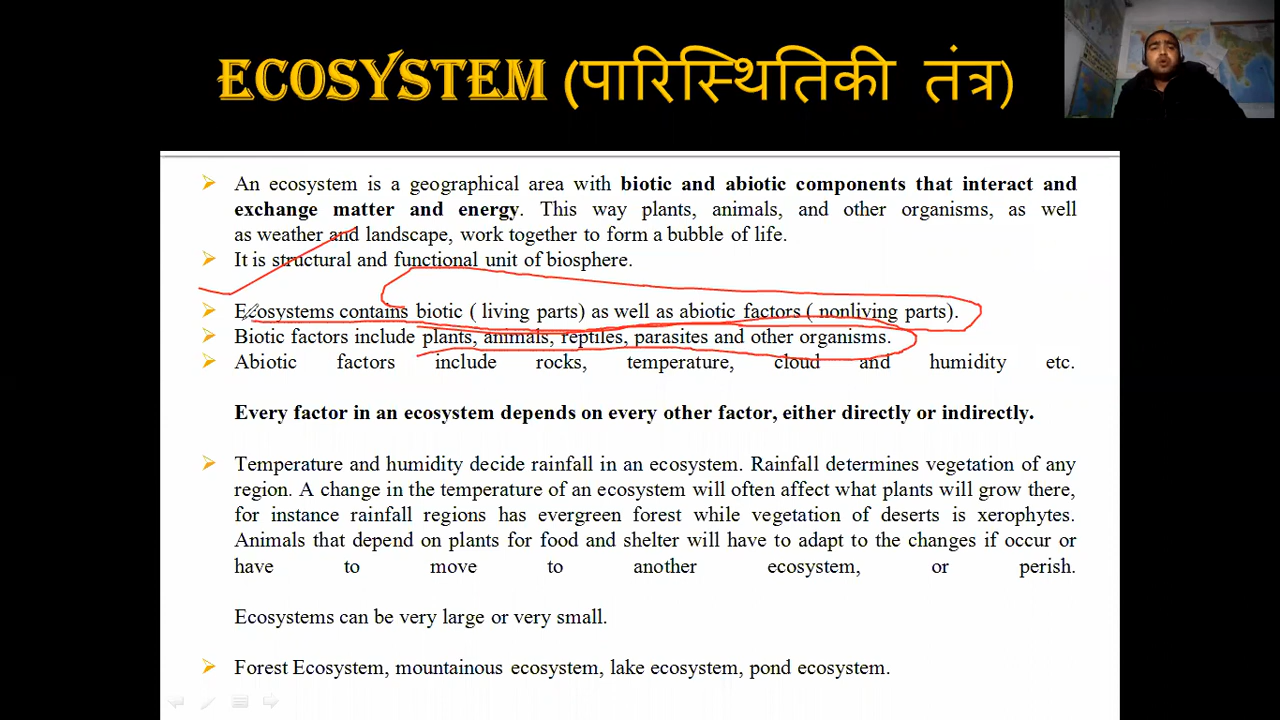 ECOSYSTEM (पारिस्थितिकी तंत्र)
An ecosystem is a geographical area with biotic and abiotic components that interact and
exchange matter and energy. This way plants, animals, and other organisms, as well
as weather and landscape, work together to form a bubble of life.
It is structural and functional unit of biosphere.
Ecosystems contains biotic ( living parts) as well as abiotic factors ( nonliving parts).
Biotic factors include plants, animals, reptiles, parasites and other organisms.
Abiotic factors include rocks, temperature, cloud and humidity etc.
Every factor in an ecosystem depends on every other factor, either directly or indirectly.
Temperature and humidity decide rainfall in an ecosystem. Rainfall determines vegetation of any
region. A change in the temperature of an ecosystem will often affect what plants will grow there,
for instance rainfall regions has evergreen forest while vegetation of deserts is xerophytes.
Animals that depend on plants for food and shelter will have to adapt to the changes if occur or
have to move to another ecosystem, or perish.
Ecosystems can be very large or very small.
Forest Ecosystem, mountainous ecosystem, lake ecosystem, pond ecosystem.